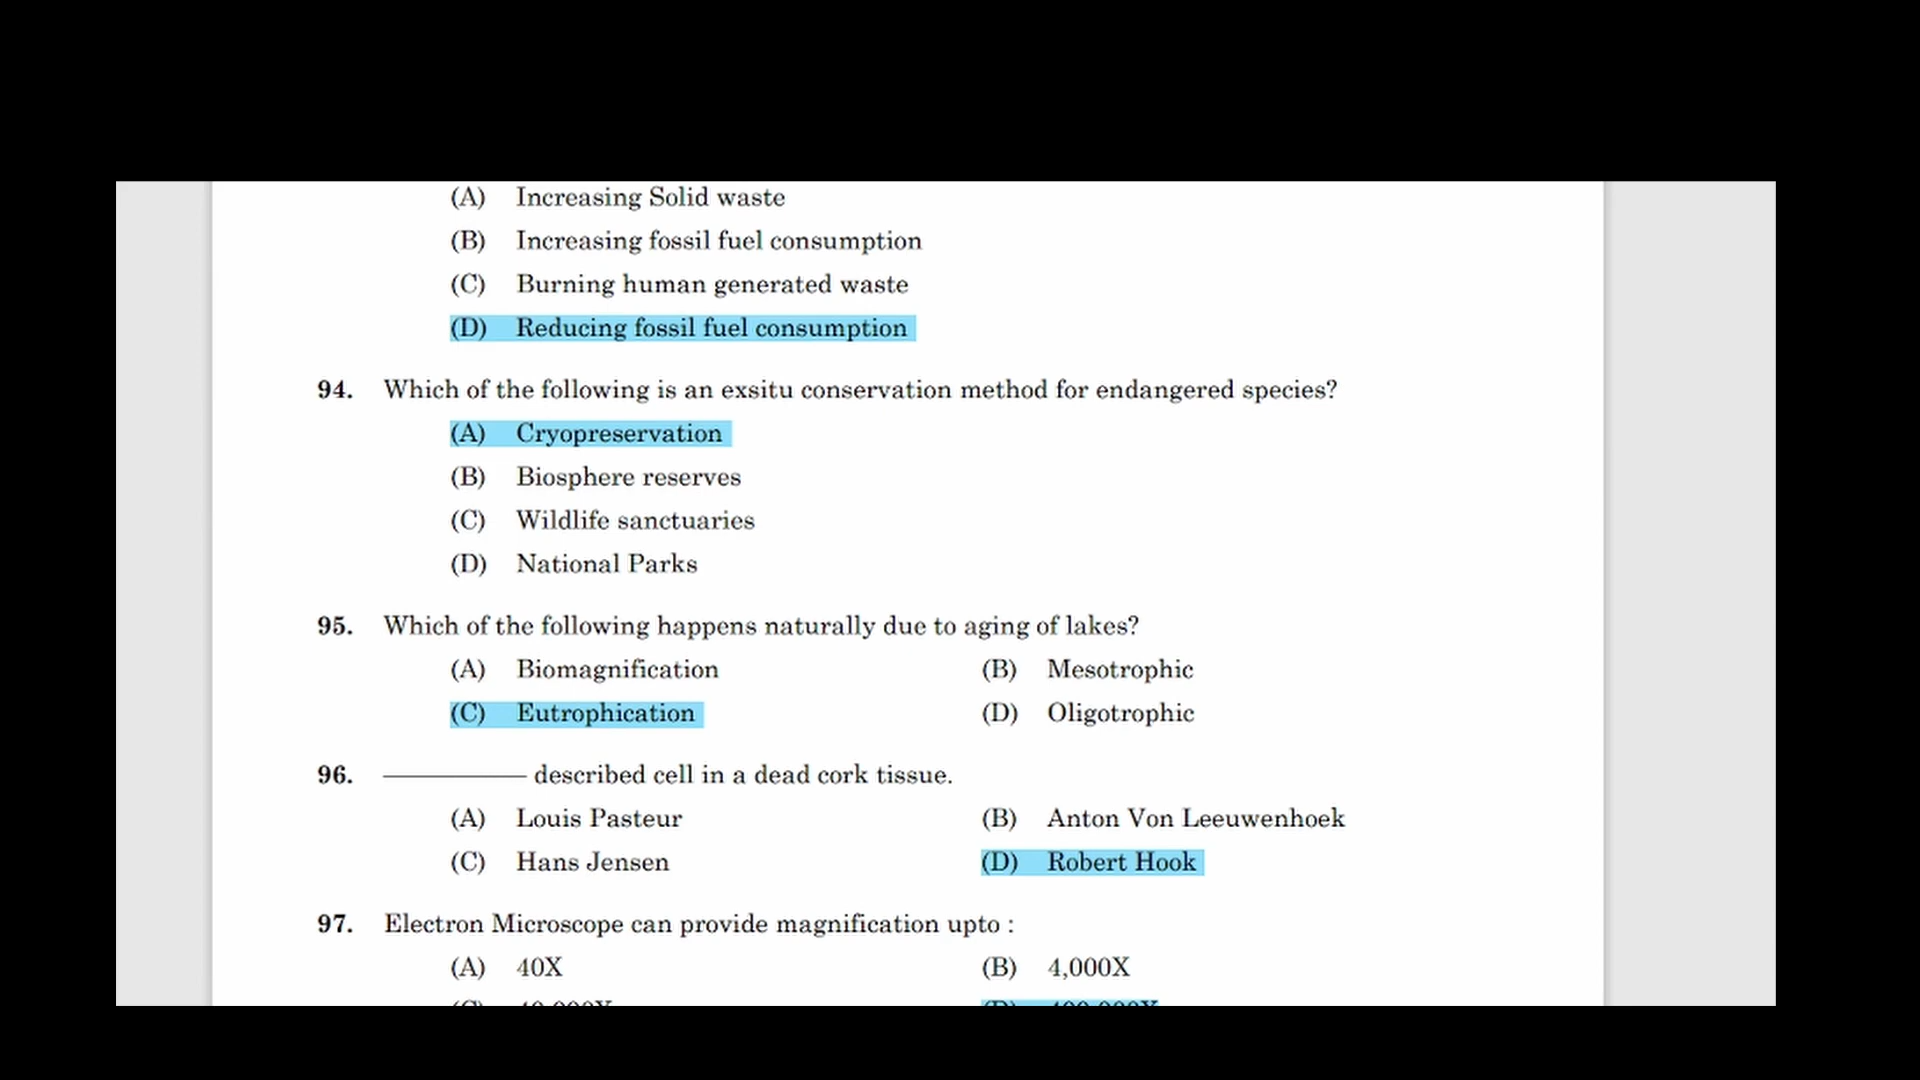 (A) Increasing Solid waste
(B) Increasing fossil fuel consumption
(C) Burning human generated waste
(D) Reducing fossil fuel consumption
94. Which of the following is an exsitu conservation method for endangered species?
(A) Cryopreservation
(B) Biosphere reserves
(C) Wildlife sanctuaries
(D) National Parks
95. Which of the following happens naturally due to aging of lakes?
(A) Biomagnification (B) Mesotrophic
(C) Eutrophication (D) Oligotrophic
96. ———— described cell in a dead cork tissue.
(A) Louis Pasteur (B) Anton Von Leeuwenhoek
(C) Hans Jensen (D) Robert Hook
97. Electron Microscope can provide magnification upto :
(A) 40X (B) 4,000X